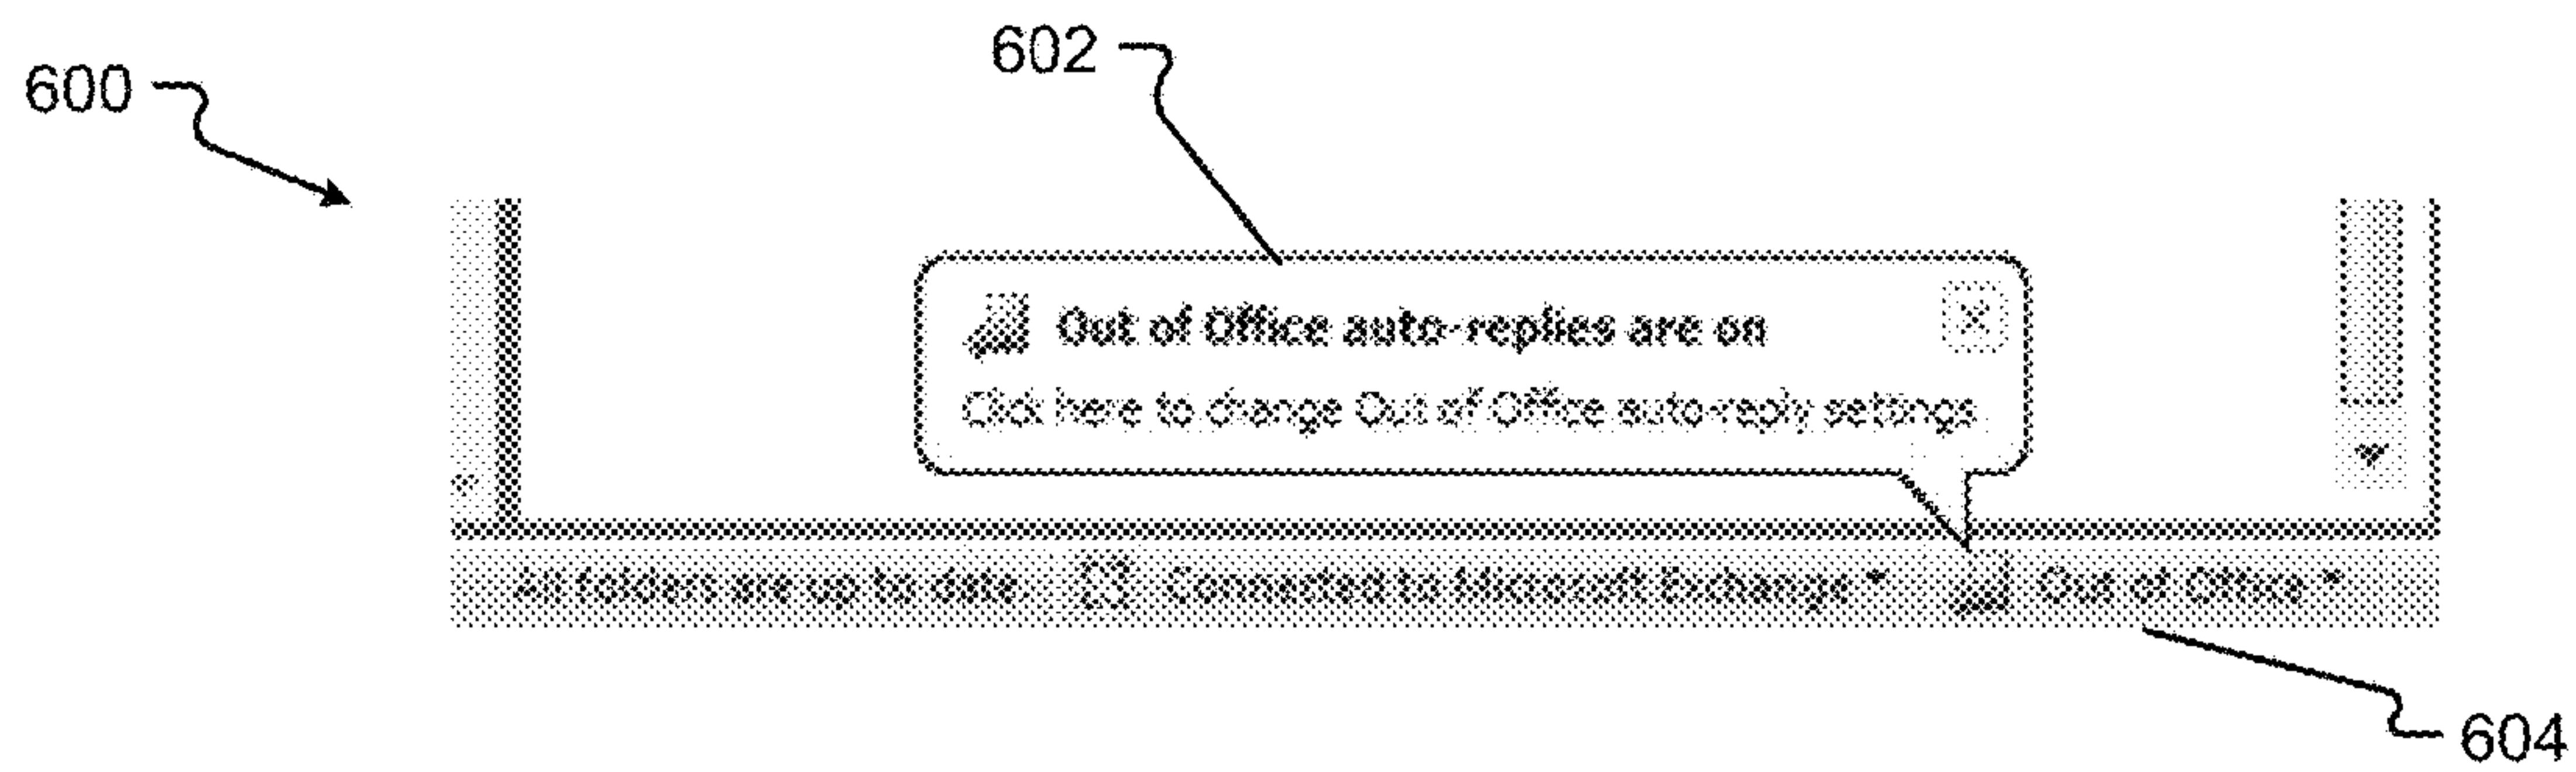 602
600
Out of Office auto-replies are on
Click here to change Out of Office auto-reply settings
All folders are up to date. Connected to Microsoft Exchange Out of Office
604